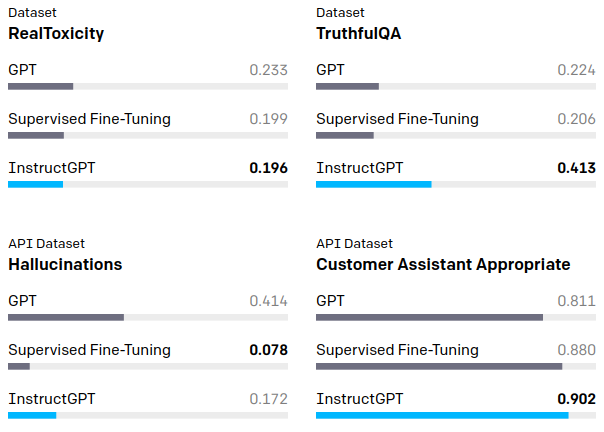 Dataset
RealToxicity
GPT 0.233
Supervised Fine-Tuning 0.199
InstructGPT 0.196
Dataset
TruthfulQA
GPT 0.224
Supervised Fine-Tuning 0.206
InstructGPT 0.413
API Dataset
Hallucinations
GPT 0.414
Supervised Fine-Tuning 0.078
InstructGPT 0.172
API Dataset
Customer Assistant Appropriate
GPT 0.811
Supervised Fine-Tuning 0.880
InstructGPT 0.902